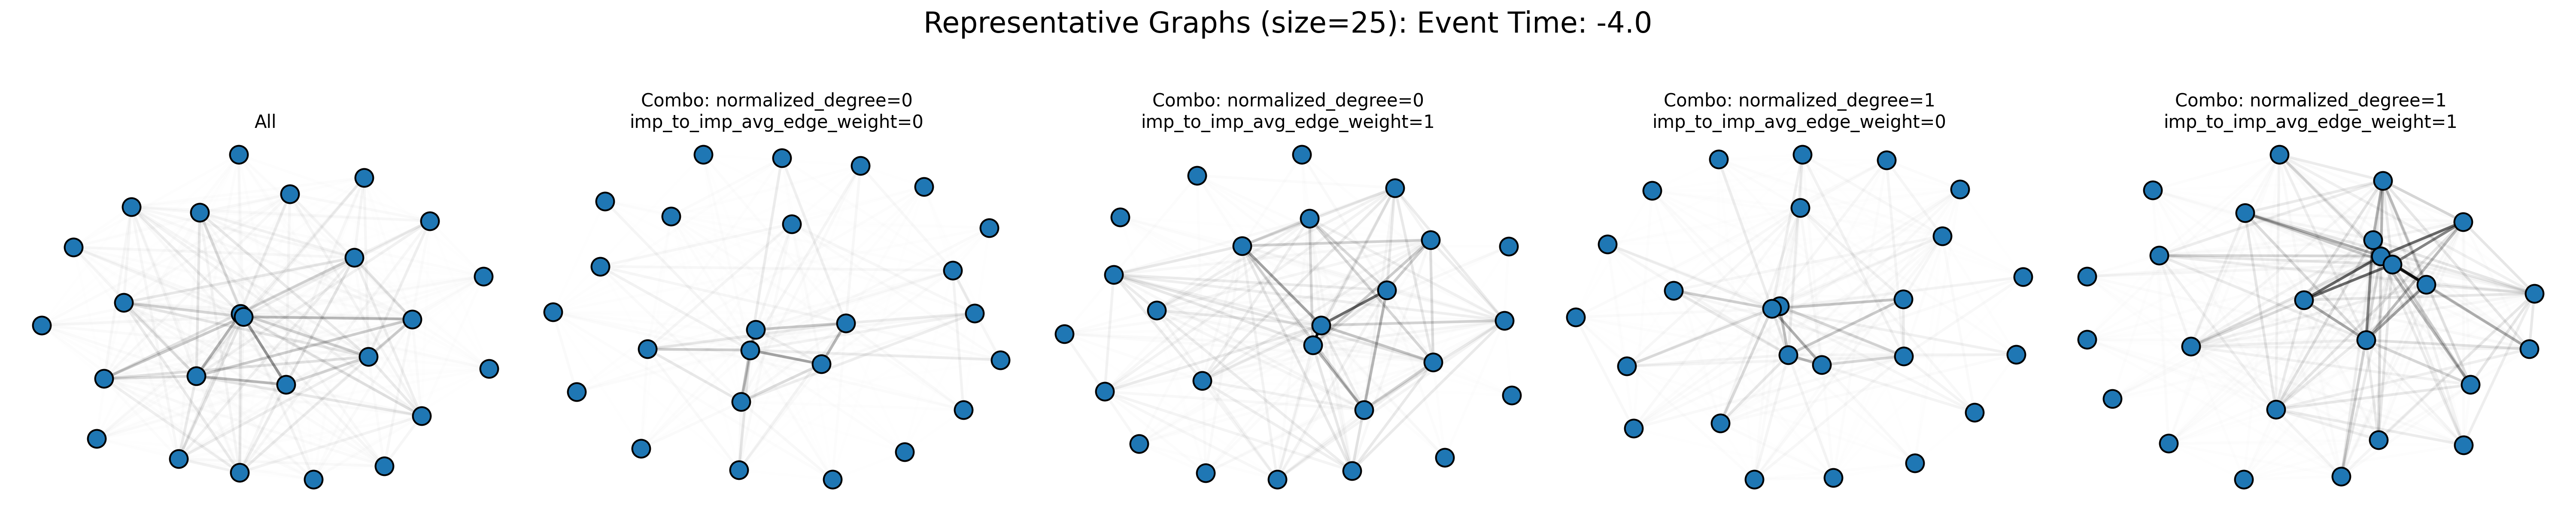 Representative Graphs (size=25): Event Time: -4.0
All
Combo: normalized_degree=0
imp_to_imp_avg_edge_weight=0
Combo: normalized_degree=0
imp_to_imp_avg_edge_weight=1
Combo: normalized_degree=1
imp_to_imp_avg_edge_weight=0
Combo: normalized_degree=1
imp_to_imp_avg_edge_weight=1